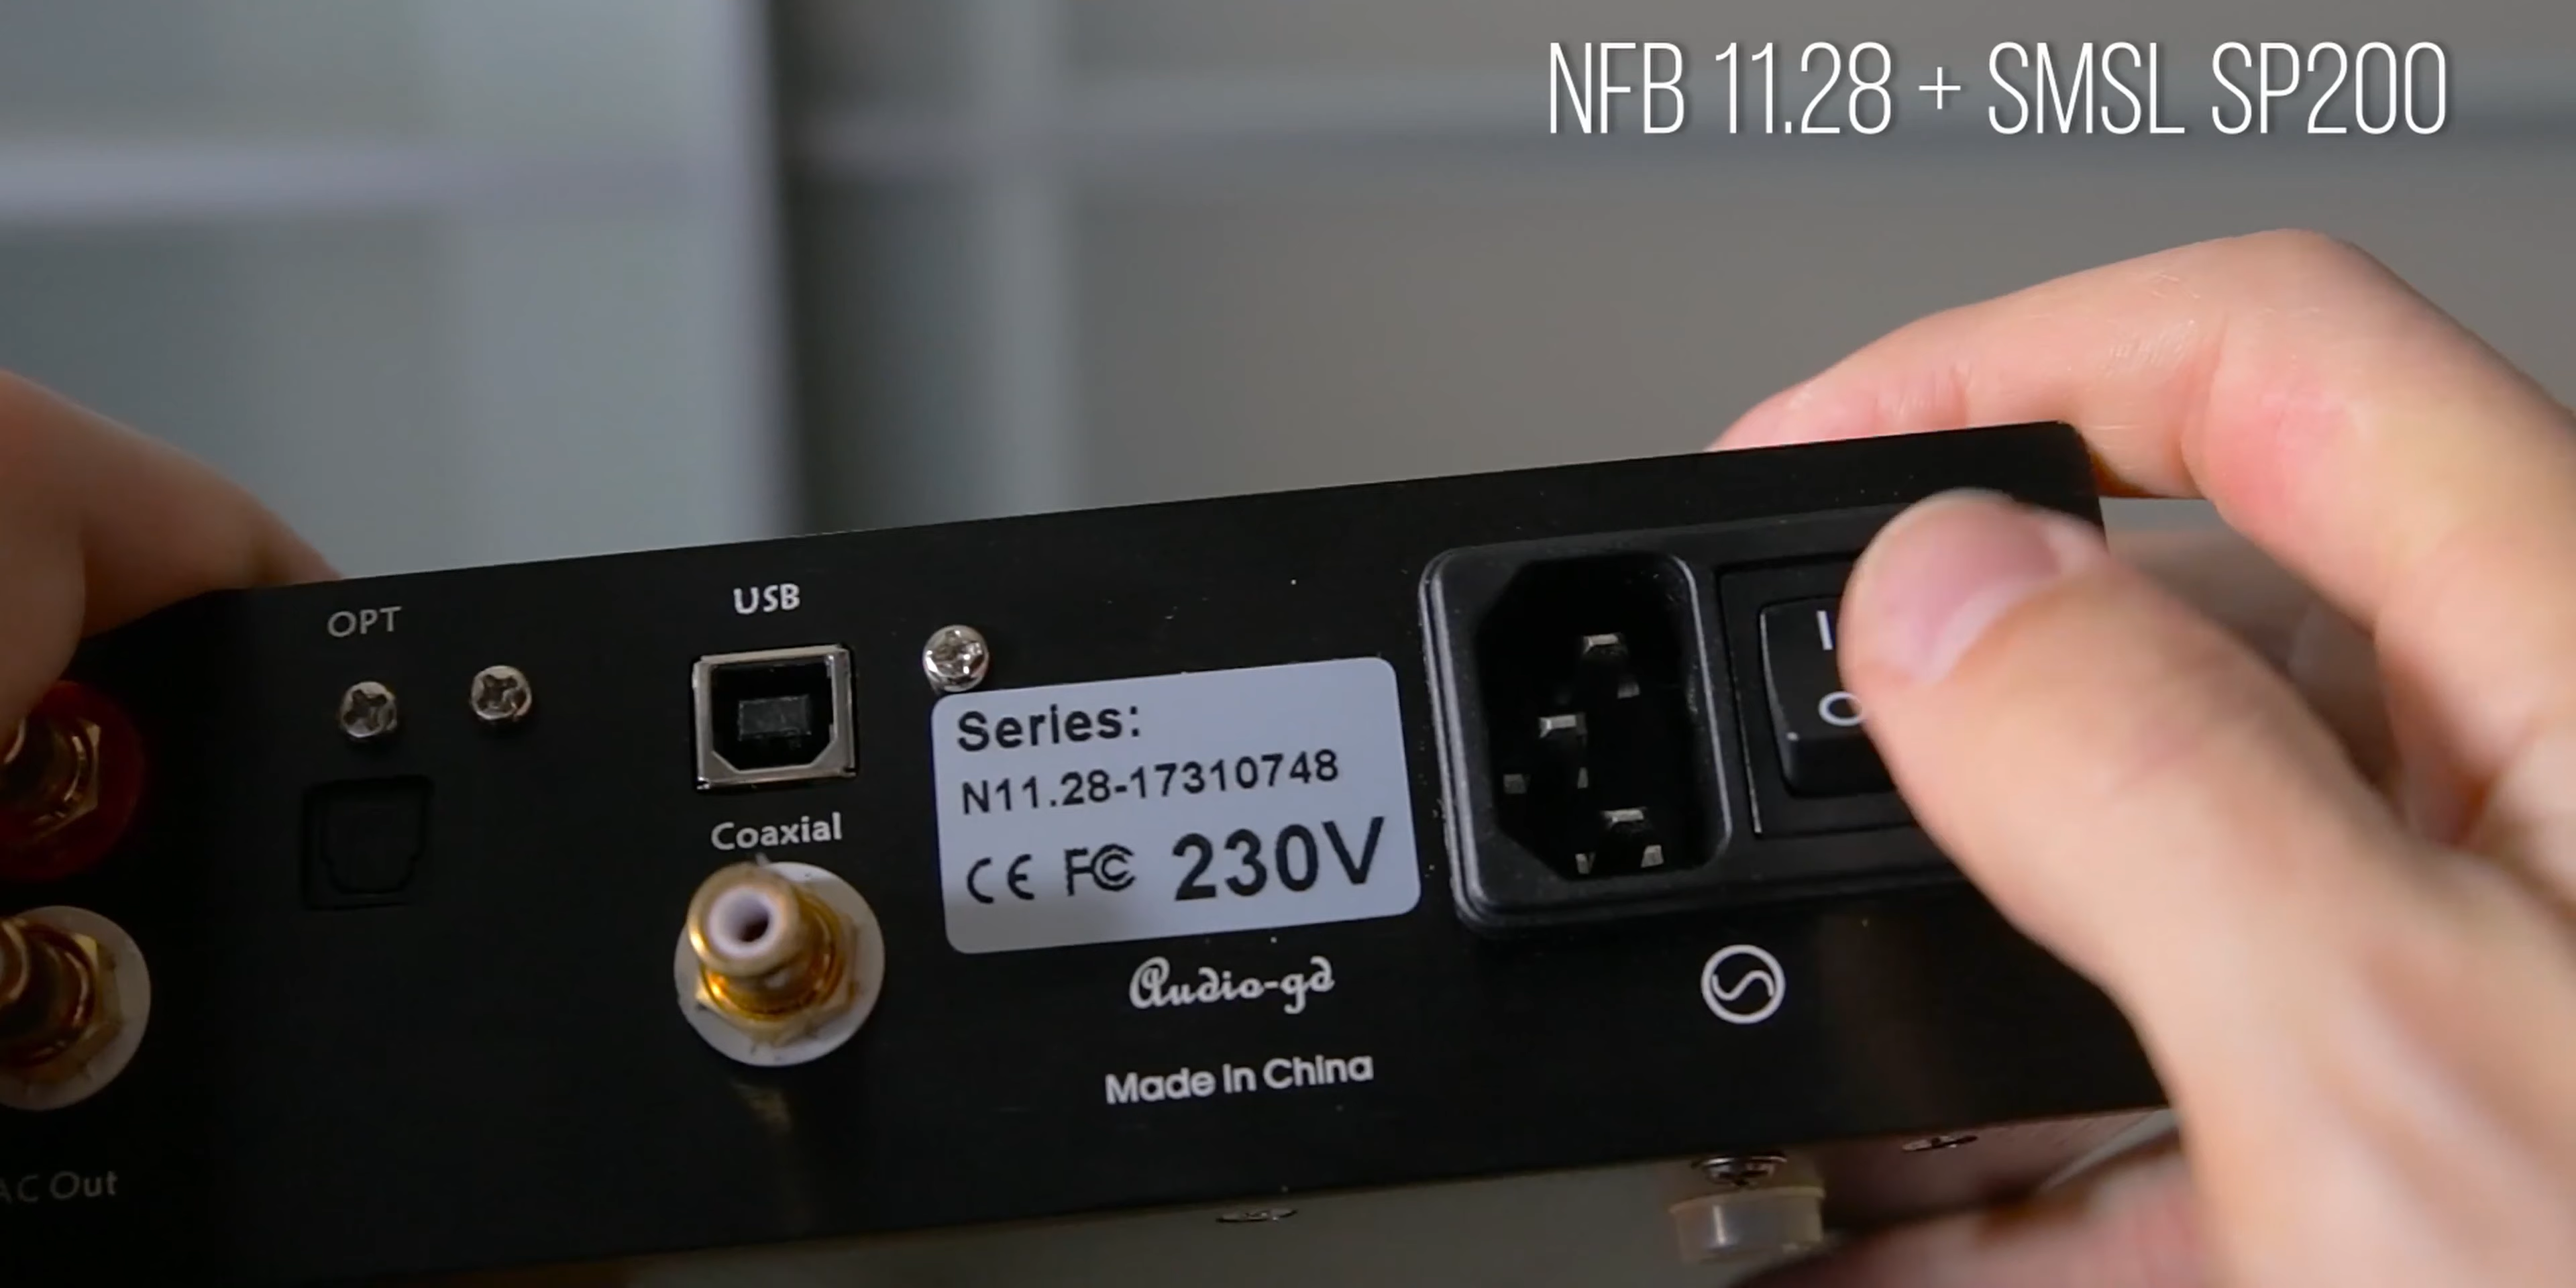 NFB 11.28 + SMSL SP200
OPT
USB
Series:
N11.28-17310748
Coaxial
CE FC 230V
Audio-gd
Made In China
AC Out
I
O